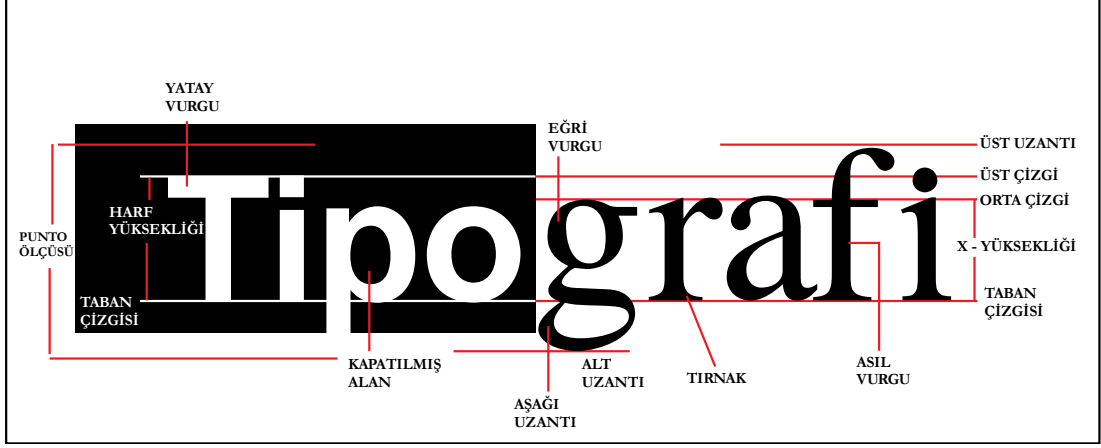 YATAY
VURGU
EĞRİ
VURGU
ÜST UZANTI
ÜST ÇİZGİ
ORTA ÇİZGİ
Tipografi
HARF
YÜKSEKLİĞİ
PUNTO
ÖLÇÜSÜ
X - YÜKSEKLİĞİ
TABAN
ÇİZGİSİ
TABAN
ÇİZGİSİ
KAPATILMIŞ
ALAN
ALT
UZANTI
TIRNAK
ASIL
VURGU
AŞAĞI
UZANTI